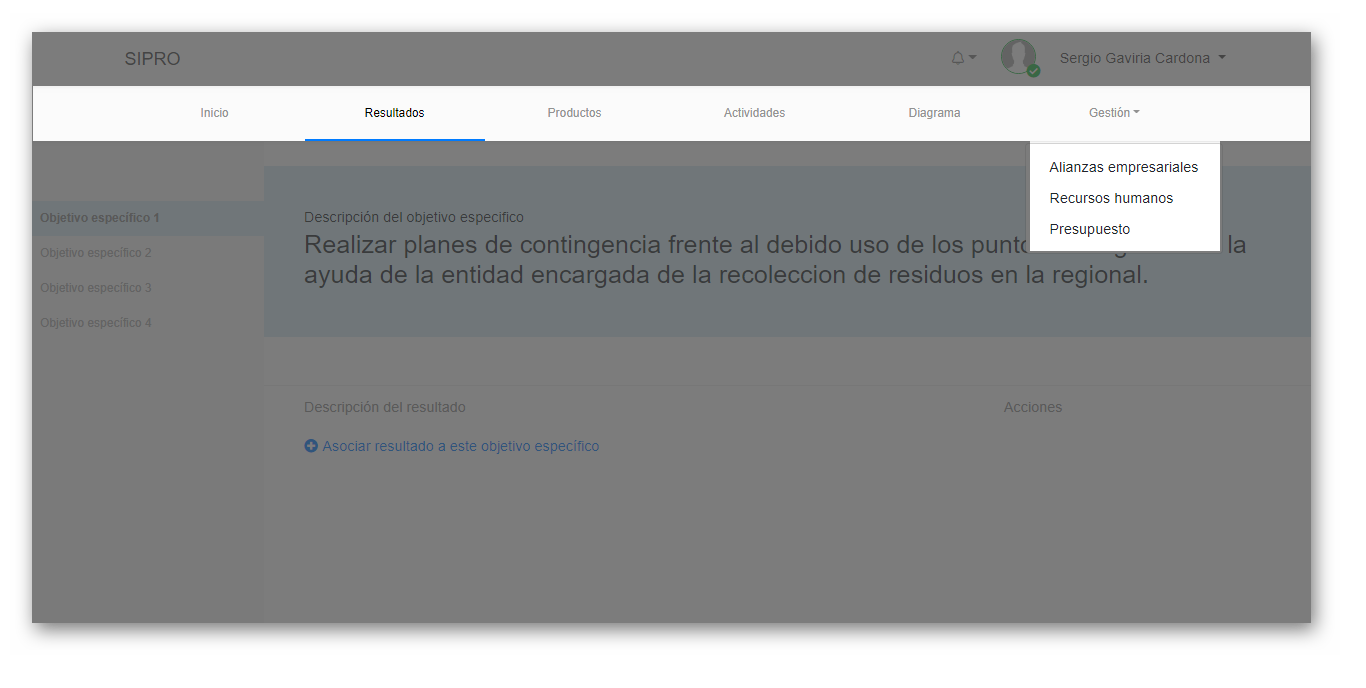 SIPRO
Sergio Gaviria Cardona
Inicio
Resultados
Productos
Actividades
Diagrama
Gestión
Alianzas empresariales
Recursos humanos
Presupuesto
Objetivo específico 1
Objetivo específico 2
Objetivo específico 3
Objetivo específico 4
Descripción del objetivo especifico
Realizar planes de contingencia frente al debido uso de los la
ayuda de la entidad encargada de la recoleccion de residuos en la regional.
Descripción del resultado
Acciones
Asociar resultado a este objetivo específico